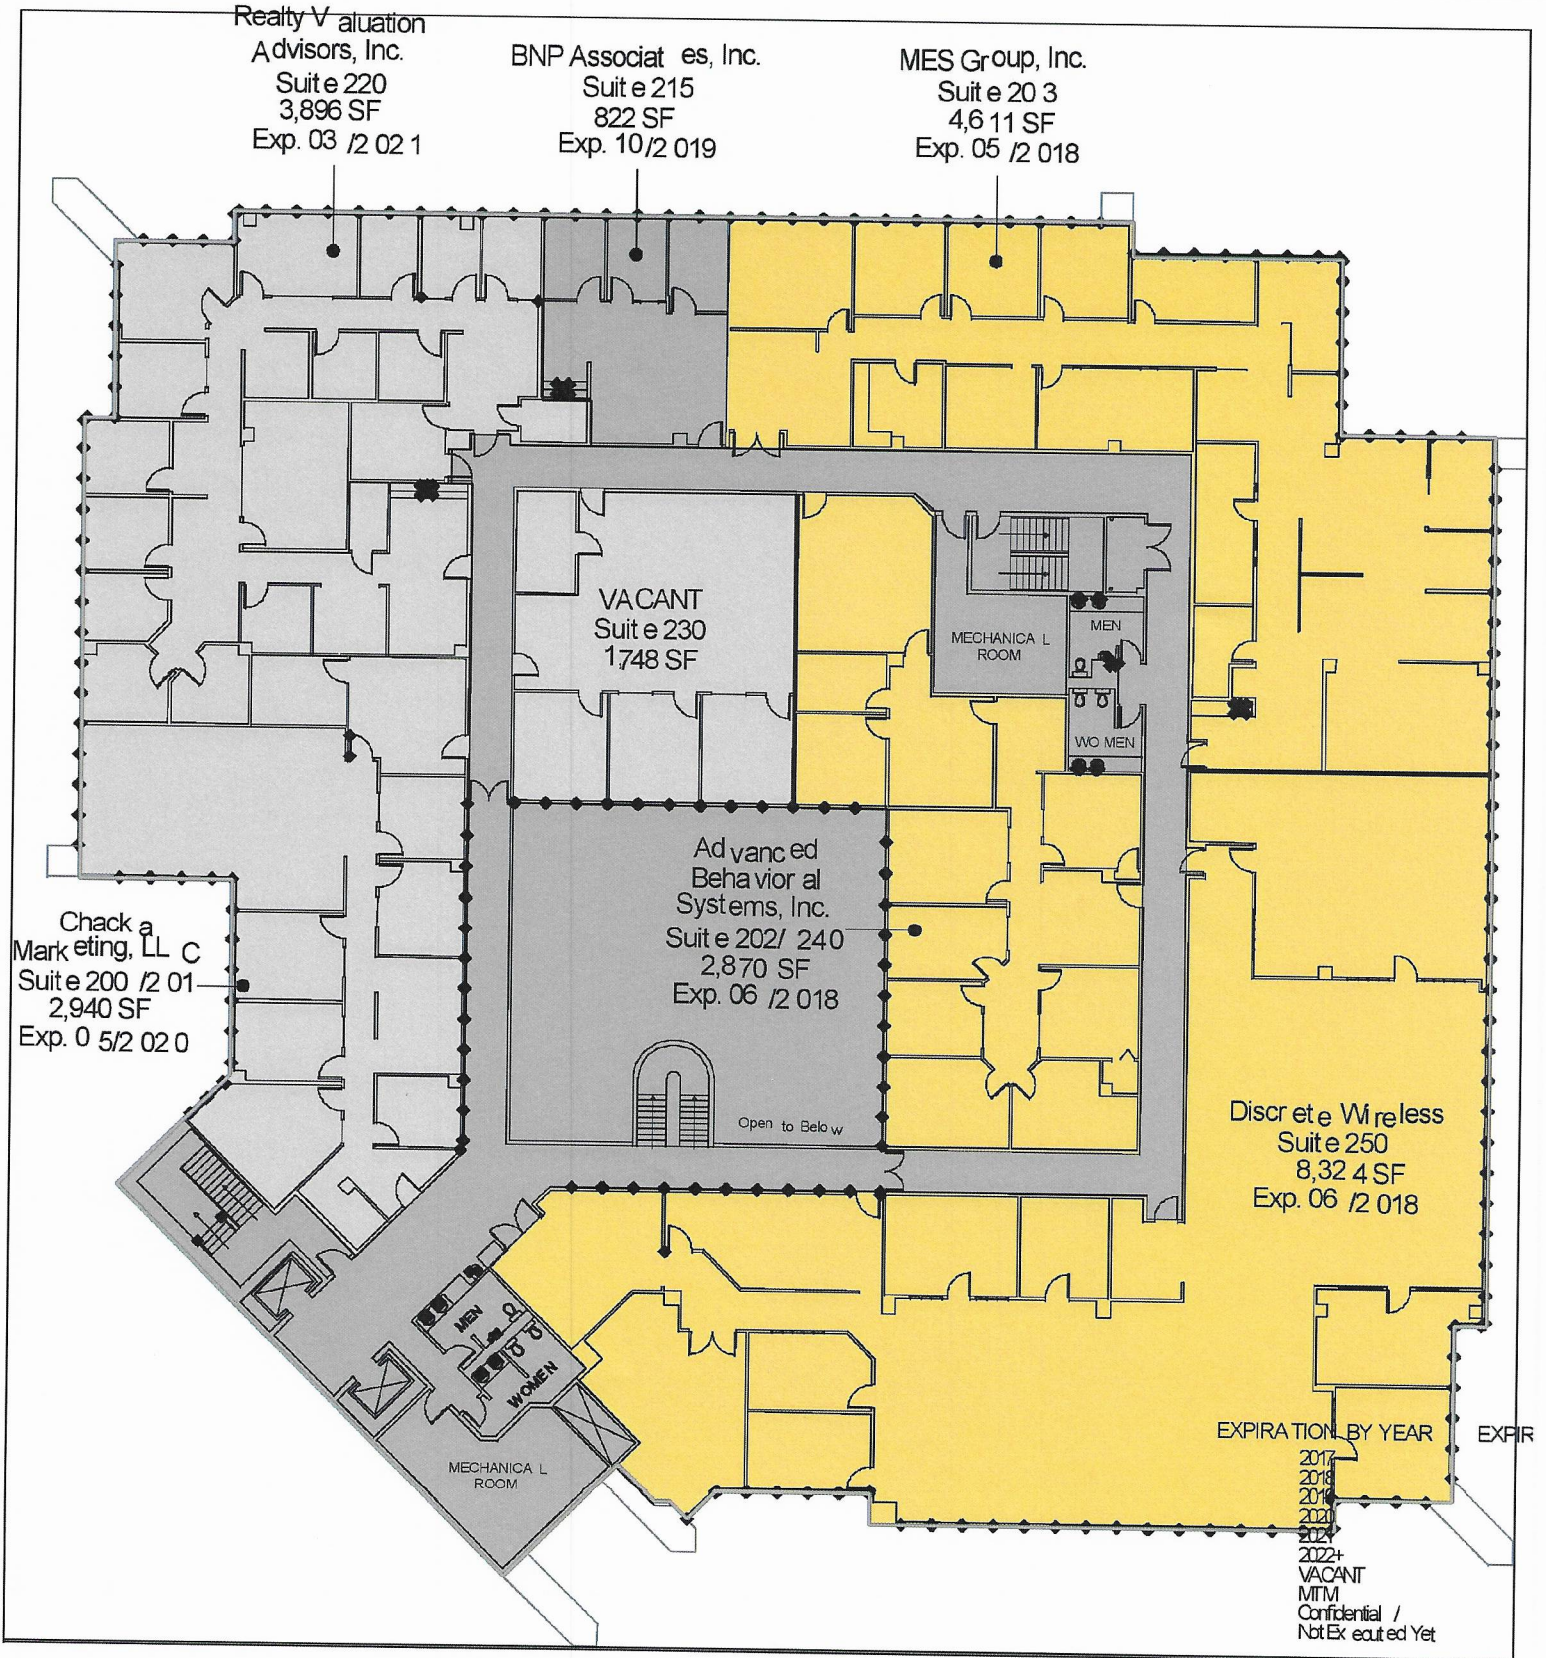 Realty Valuation
Advisors, Inc.
Suite 220
3,896 SF
Exp. 03/2021
BNP Associates, Inc.
Suite 215
822 SF
Exp. 10/2019
MES Group, Inc.
Suite 203
4,611 SF
Exp. 05/2018
VACANT
Suite 230
1,748 SF
MECHANICAL
ROOM
MEN
WOMEN
Advanced
Behavioral
Systems, Inc.
Suite 202/240
2,870 SF
Exp. 06/2018
Chacka
Marketing, LLC
Suite 200/201
2,940 SF
Exp. 05/2020
Open to Below
Discrete Wireless
Suite 250
8,324 SF
Exp. 06/2018
MEN
WOMEN
MECHANICAL
ROOM
EXPIRATION BY YEAR
EXPIR
2017
2018
2019
2020
2021
2022+
VACANT
MTM
Confidential /
Not Executed Yet